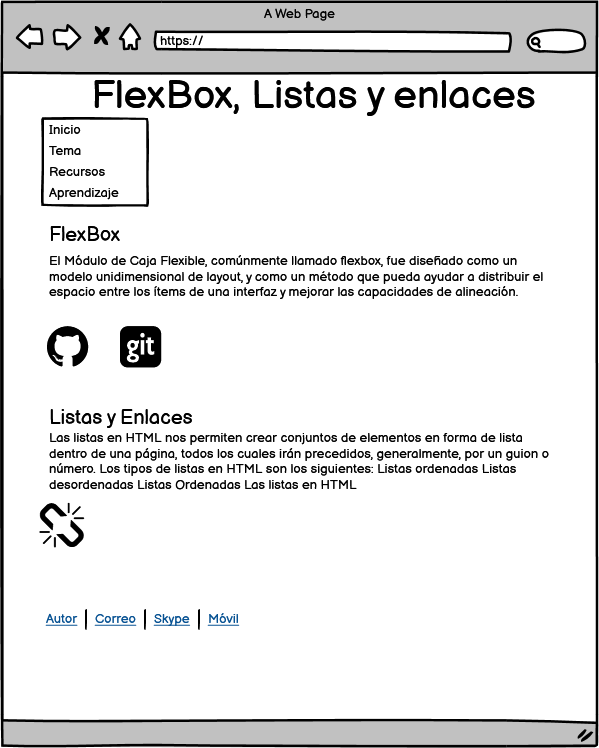 A Web Page
https://
FlexBox, Listas y enlaces
Inicio
Tema
Recursos
Aprendizaje
FlexBox
El Módulo de Caja Flexible, comúnmente llamado flexbox, fue diseñado como un
modelo unidimensional de layout, y como un método que pueda ayudar a distribuir el
espacio entre los ítems de una interfaz y mejorar las capacidades de alineación.
git
Listas y Enlaces
Las listas en HTML nos permiten crear conjuntos de elementos en forma de lista
dentro de una página, todos los cuales irán precedidos, generalmente, por un guion o
número. Los tipos de listas en HTML son los siguientes: Listas ordenadas Listas
desordenadas Listas Ordenadas Las listas en HTML
Autor | Correo | Skype | Móvil